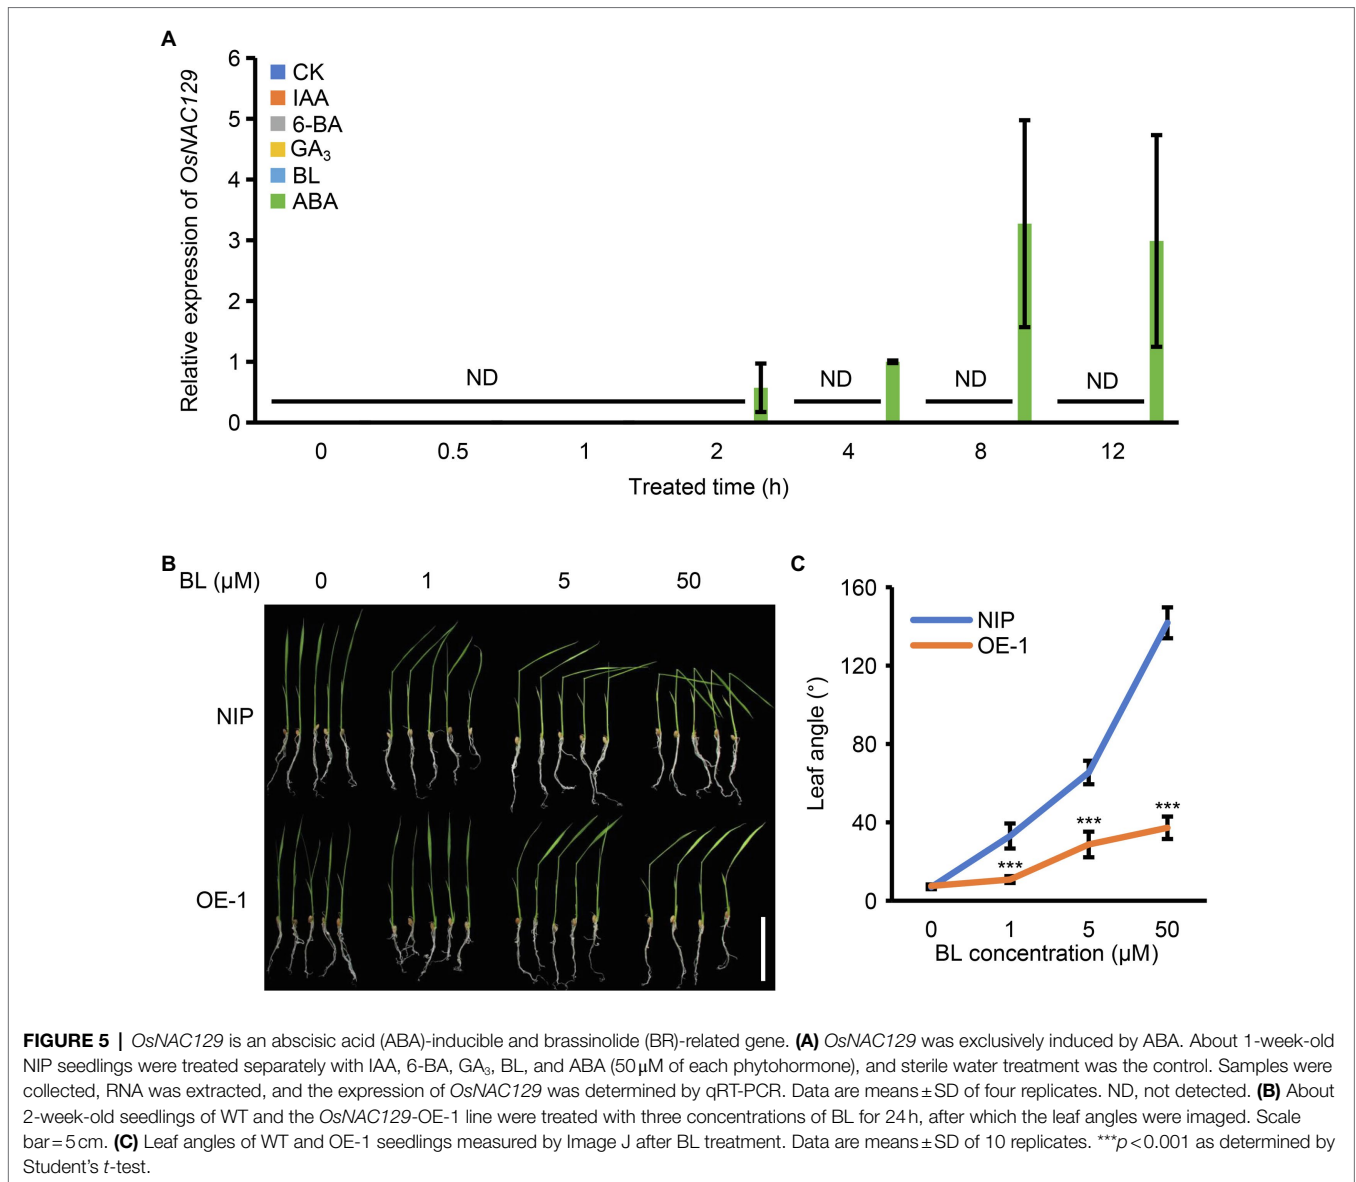 A
Relative expression of OsNAC129
6
5
4
3
2
1
0
CK
IAA
6-BA
GA₃
BL
ABA
ND
ND
ND
ND
0 0.5 1 2 4 8 12
Treated time (h)
B
BL (µM) 0 1 5 50
NIP
OE-1
C
Leaf angle (°)
160
120
80
40
0
NIP
OE-1
***
***
***
0 1 5 50
BL concentration (µM)
FIGURE 5 | OsNAC129 is an abscisic acid (ABA)-inducible and brassinolide (BR)-related gene. (A) OsNAC129 was exclusively induced by ABA. About 1-week-old
NIP seedlings were treated separately with IAA, 6-BA, GA₃, BL, and ABA (50 µM of each phytohormone), and sterile water treatment was the control. Samples were
collected, RNA was extracted, and the expression of OsNAC129 was determined by qRT-PCR. Data are means ± SD of four replicates. ND, not detected. (B) About
2-week-old seedlings of WT and the OsNAC129-OE-1 line were treated with three concentrations of BL for 24 h, after which the leaf angles were imaged. Scale
bar = 5 cm. (C) Leaf angles of WT and OE-1 seedlings measured by Image J after BL treatment. Data are means ± SD of 10 replicates. ***p < 0.001 as determined by
Student's t-test.